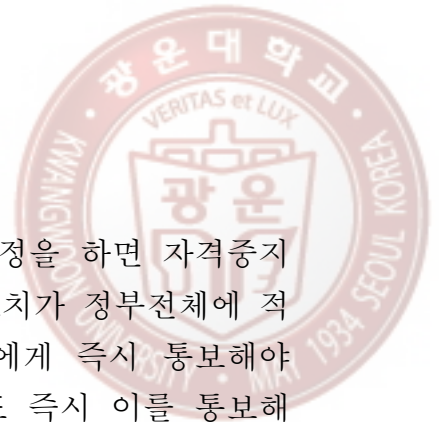 광운대학교
VERITAS et LUX
광운
KWANGWOON UNIVERSITY • MAY 1934 SEOUL KOREA
정을 하면 자격중지
치가 정부전체에 적
에게 즉시 통보해야
즉시 이를 통보해